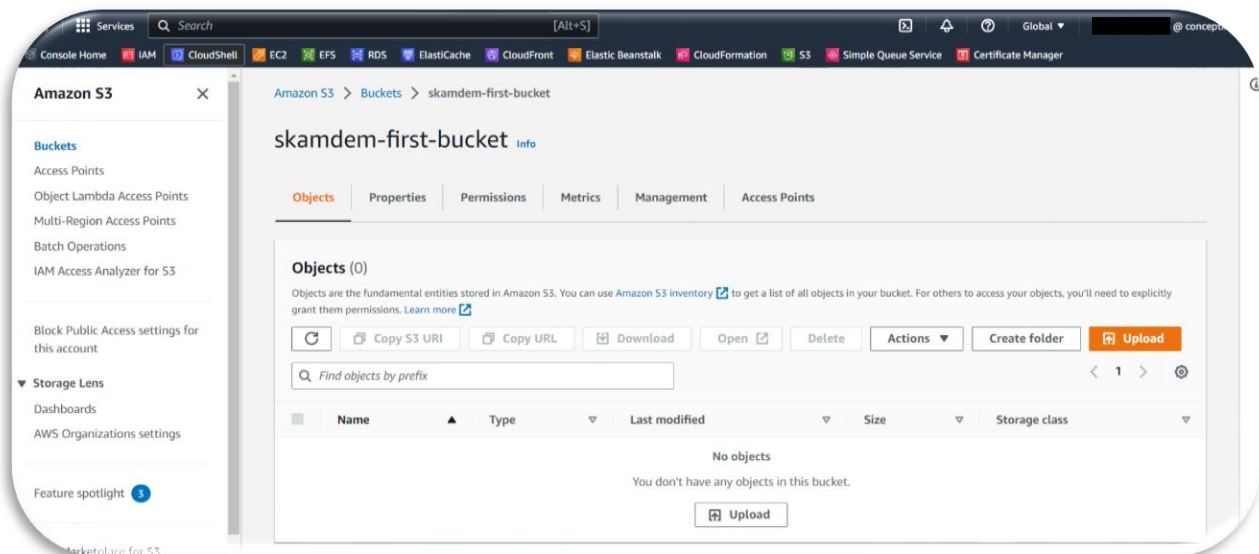 Services
Search
[Alt+S]
Global
@ concepti
Console Home IAM CloudShell EC2 EFS RDS ElastiCache CloudFront Elastic Beanstalk CloudFormation S3 Simple Queue Service Certificate Manager
Amazon S3
Buckets
Access Points
Object Lambda Access Points
Multi-Region Access Points
Batch Operations
IAM Access Analyzer for S3
Block Public Access settings for
this account
Storage Lens
Dashboards
AWS Organizations settings
Feature spotlight 3
Marketplace for S3
Amazon S3 > Buckets > skamdem-first-bucket
skamdem-first-bucket Info
Objects Properties Permissions Metrics Management Access Points
Objects (0)
Objects are the fundamental entities stored in Amazon S3. You can use Amazon S3 inventory to get a list of all objects in your bucket. For others to access your objects, you'll need to explicitly
grant them permissions. Learn more
Copy S3 URI Copy URL Download Open Delete Actions Create folder Upload
Find objects by prefix
1
Name Type Last modified Size Storage class
No objects
You don't have any objects in this bucket.
Upload